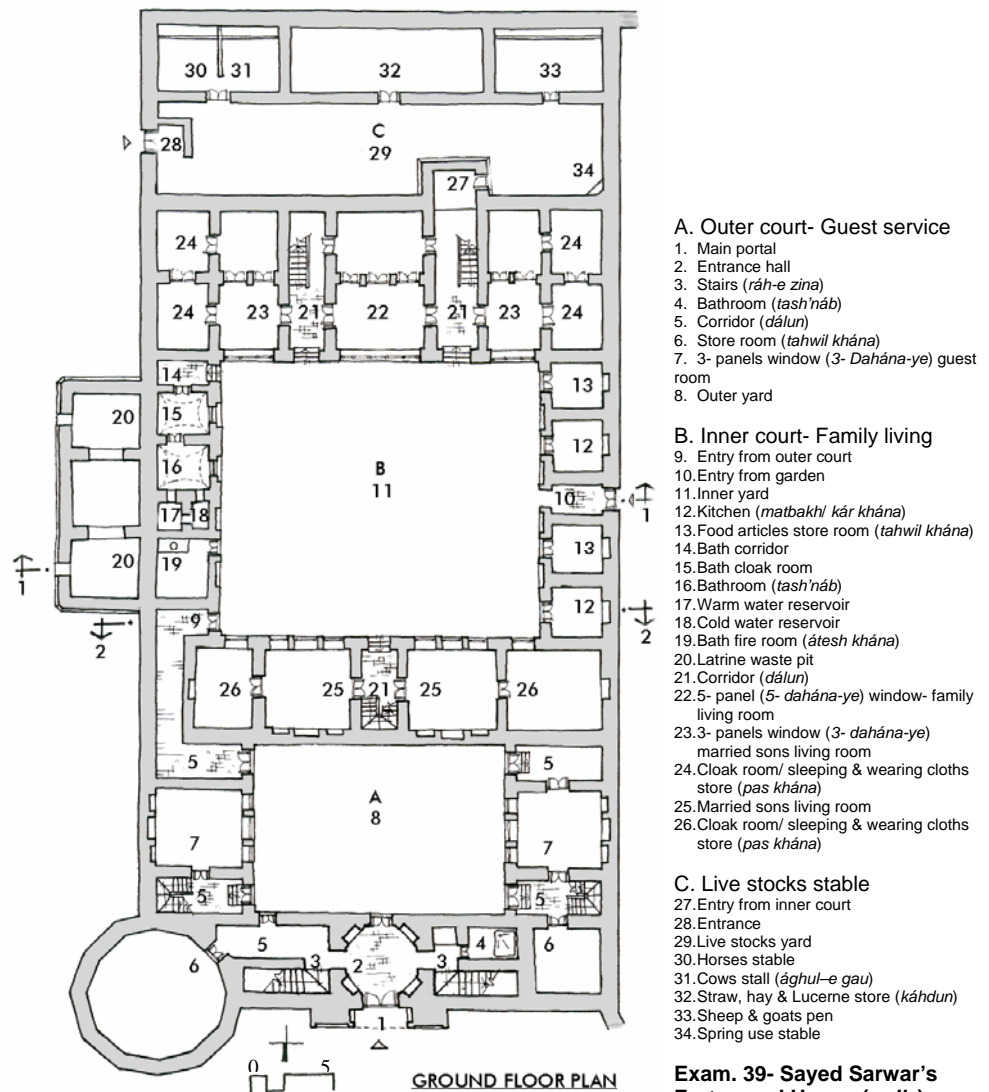 30 31 32 33
C
28 29
34
27
24 24
24 23 21 22 21 23 24
14
15 13
20
16 12
B
11
10
1
17-18
13
20 19
1
9 12
2 2
26 25 21 25 26
5 5
A
8
7 7
5 5
6 5 3 2 3 4 6
1
0 5
GROUND FLOOR PLAN
A. Outer court- Guest service
1. Main portal
2. Entrance hall
3. Stairs (ráh-e zina)
4. Bathroom (tash'náb)
5. Corridor (dálun)
6. Store room (tahwil khána)
7. 3- panels window (3- Dahána-ye) guest
room
8. Outer yard
B. Inner court- Family living
9. Entry from outer court
10.Entry from garden
11.Inner yard
12.Kitchen (matbakh/ kár khána)
13.Food articles store room (tahwil khána)
14.Bath corridor
15.Bath cloak room
16.Bathroom (tash'náb)
17.Warm water reservoir
18.Cold water reservoir
19.Bath fire room (átesh khána)
20.Latrine waste pit
21.Corridor (dálun)
22.5- panel (5- dahána-ye) window- family
living room
23.3- panels window (3- dahána-ye)
married sons living room
24.Cloak room/ sleeping & wearing cloths
store (pas khána)
25.Married sons living room
26.Cloak room/ sleeping & wearing cloths
store (pas khána)
C. Live stocks stable
27.Entry from inner court
28.Entrance
29.Live stocks yard
30.Horses stable
31.Cows stall (ághul–e gau)
32.Straw, hay & Lucerne store (káhdun)
33.Sheep & goats pen
34.Spring use stable
Exam. 39- Sayed Sarwar's